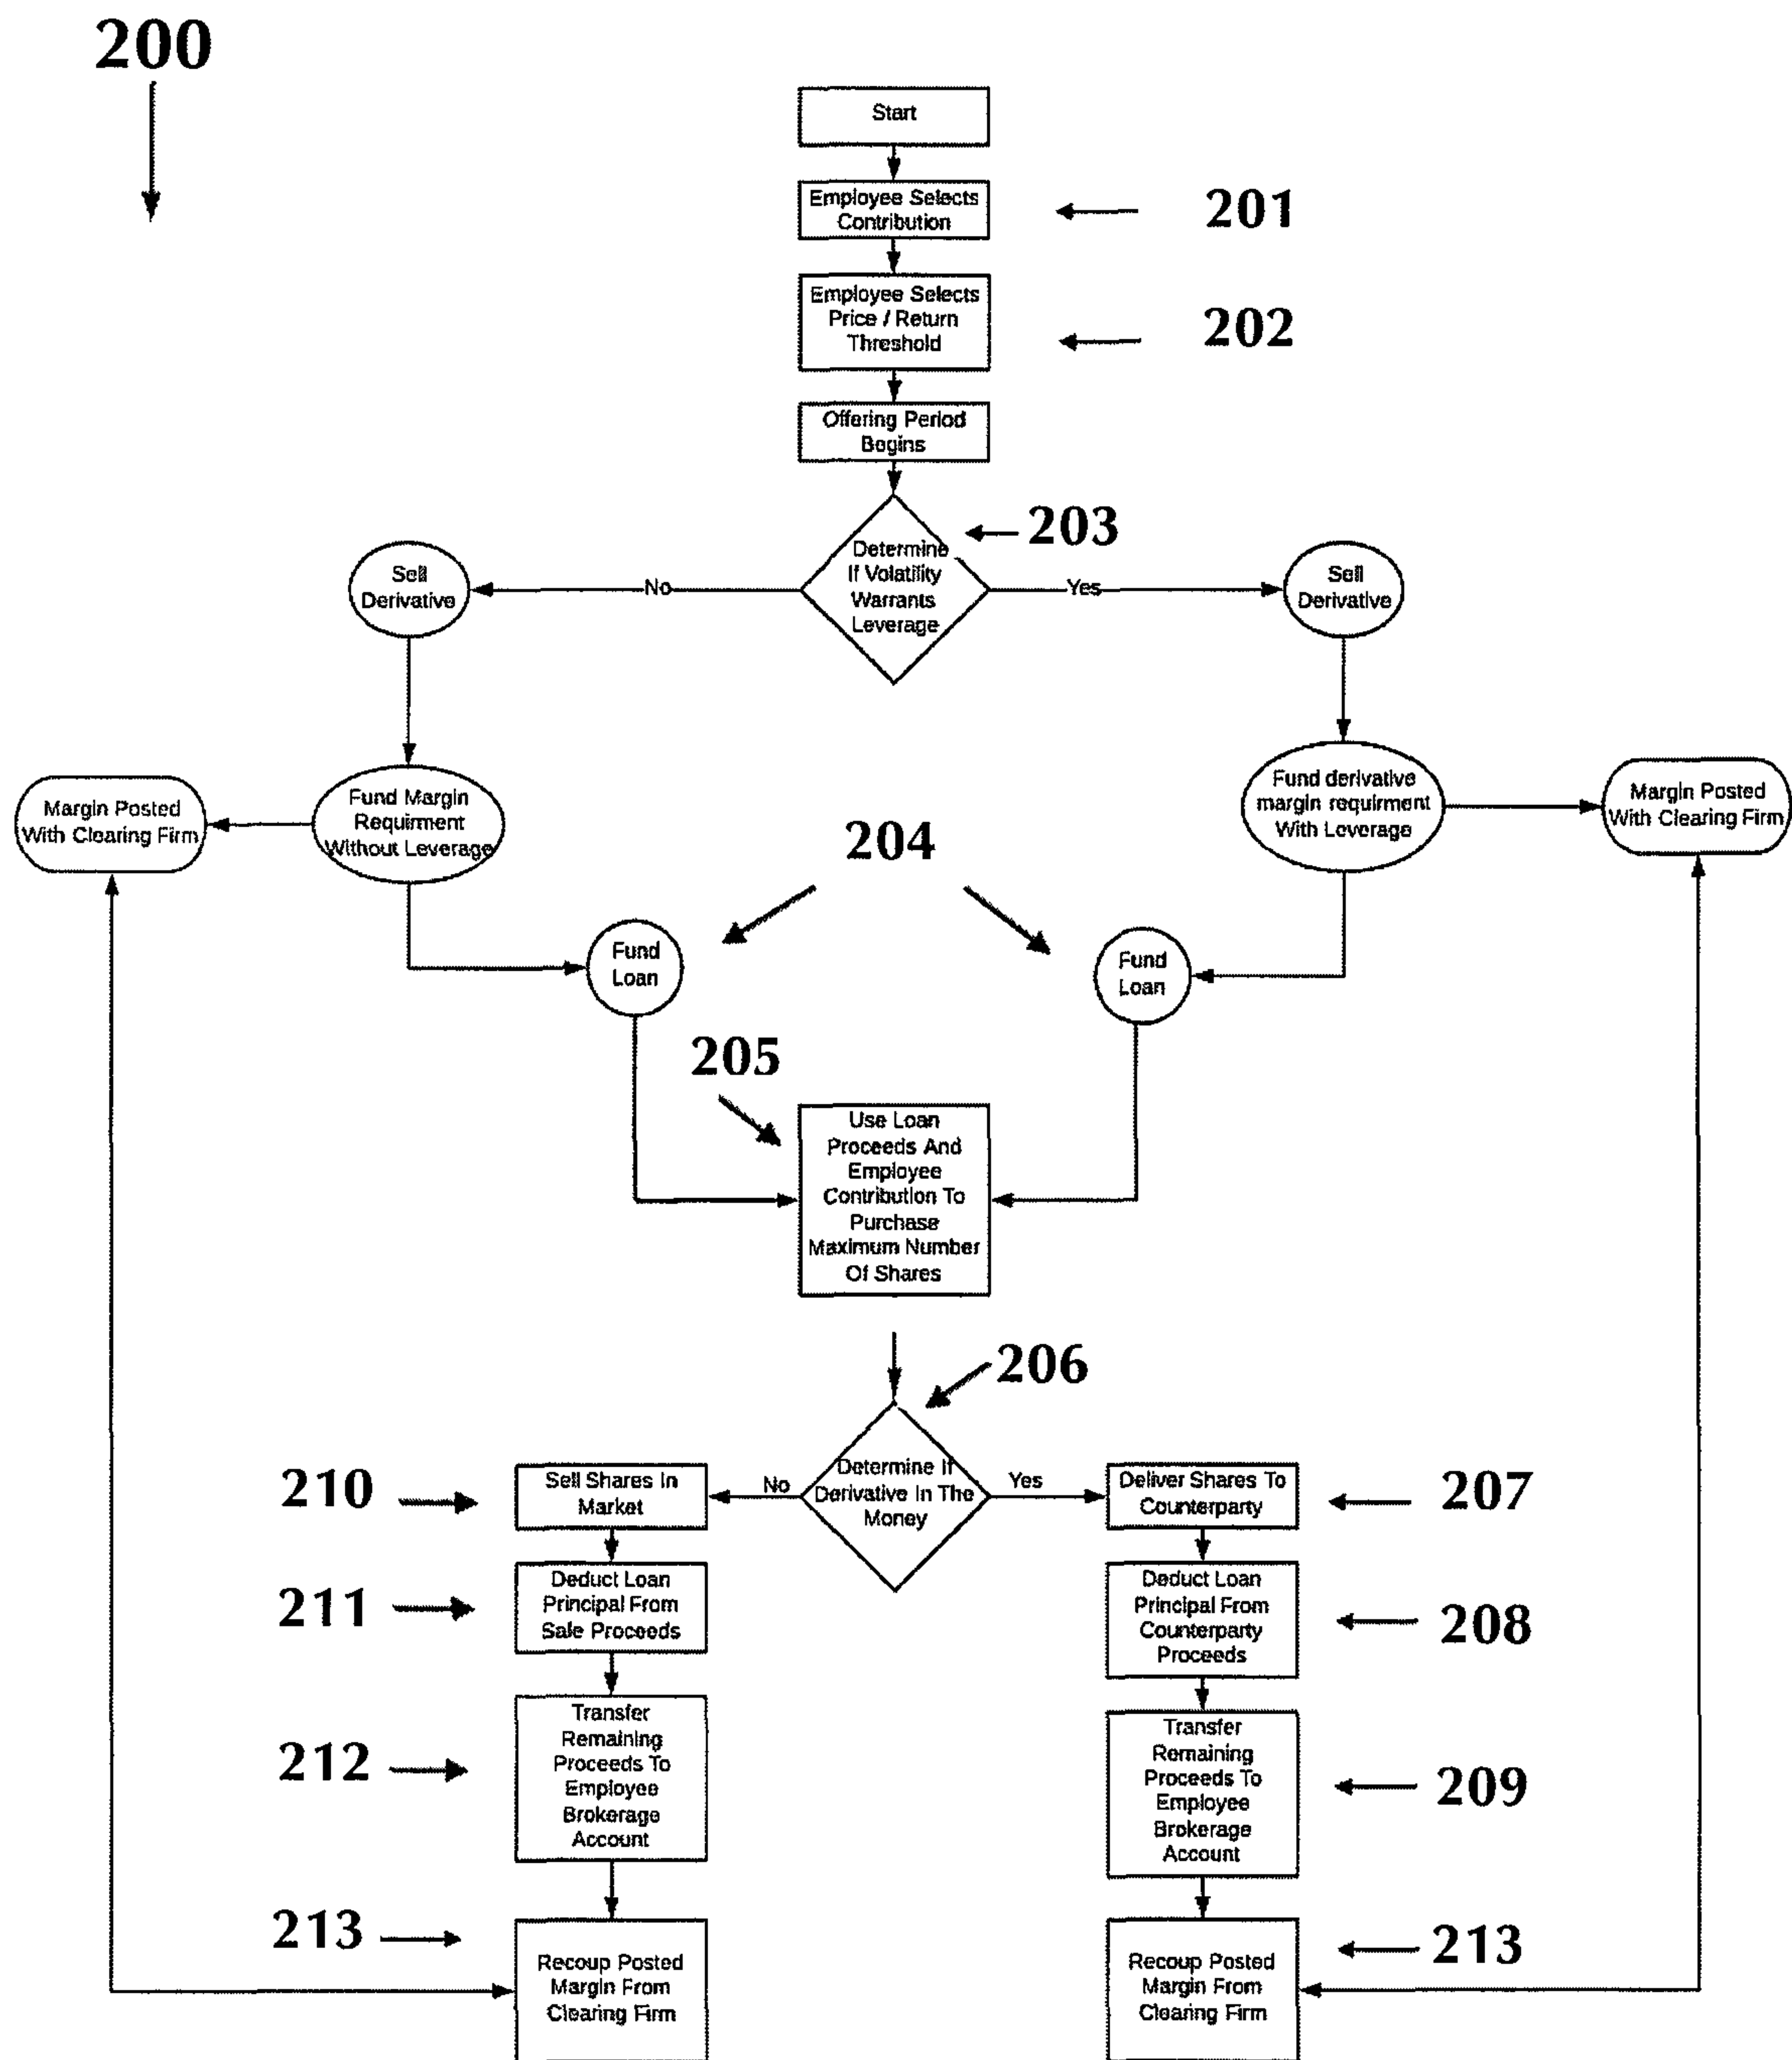 200
Start
Employee Selects
Contribution
201
Employee Selects
Price / Return
Threshold
202
Offering Period
Begins
203
Determine
If Volatility
Warrants
Leverage
No
Yes
Sell
Derivative
Sell
Derivative
Fund Margin
Requirment
Without Leverage
Margin Posted
With Clearing Firm
Fund derivative
margin requirment
With Leverage
Margin Posted
With Clearing Firm
204
Fund
Loan
Fund
Loan
205
Use Loan
Proceeds And
Employee
Contribution To
Purchase
Maximum Number
Of Shares
206
Determine If
Derivative In The
Money
No
Yes
210
Sell Shares In
Market
Deliver Shares To
Counterparty
207
211
Deduct Loan
Principal From
Sale Proceeds
Deduct Loan
Principal From
Counterparty
Proceeds
208
212
Transfer
Remaining
Proceeds To
Employee
Brokerage
Account
Transfer
Remaining
Proceeds To
Employee
Brokerage
Account
209
213
Recoup Posted
Margin From
Clearing Firm
Recoup Posted
Margin From
Clearing Firm
213